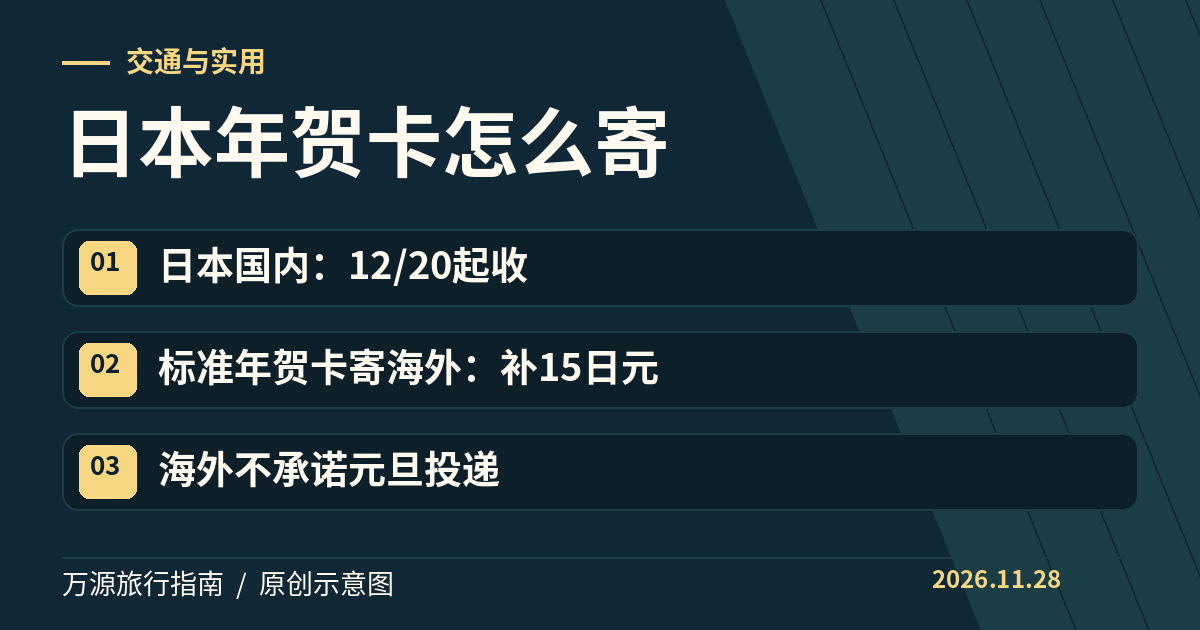 交通与实用
日本年贺卡怎么寄
01 日本国内：12/20起收
02 标准年贺卡寄海外：补15日元
03 海外不承诺元旦投递
万源旅行指南 / 原创示意图
2026.11.28